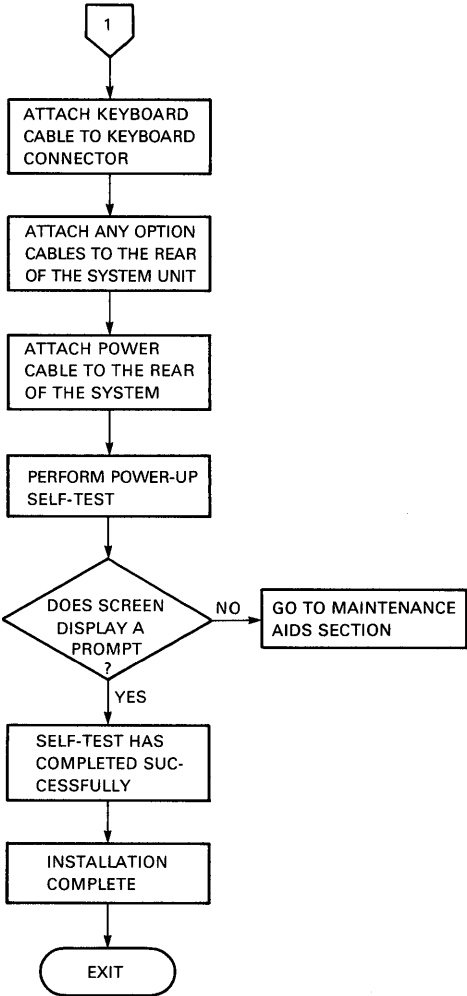 1
ATTACH KEYBOARD
CABLE TO KEYBOARD
CONNECTOR
ATTACH ANY OPTION
CABLES TO THE REAR
OF THE SYSTEM UNIT
ATTACH POWER
CABLE TO THE REAR
OF THE SYSTEM
PERFORM POWER-UP
SELF-TEST
DOES SCREEN
DISPLAY A
PROMPT
?
NO
GO TO MAINTENANCE
AIDS SECTION
YES
SELF-TEST HAS
COMPLETED SUC-
CESSFULLY
INSTALLATION
COMPLETE
EXIT